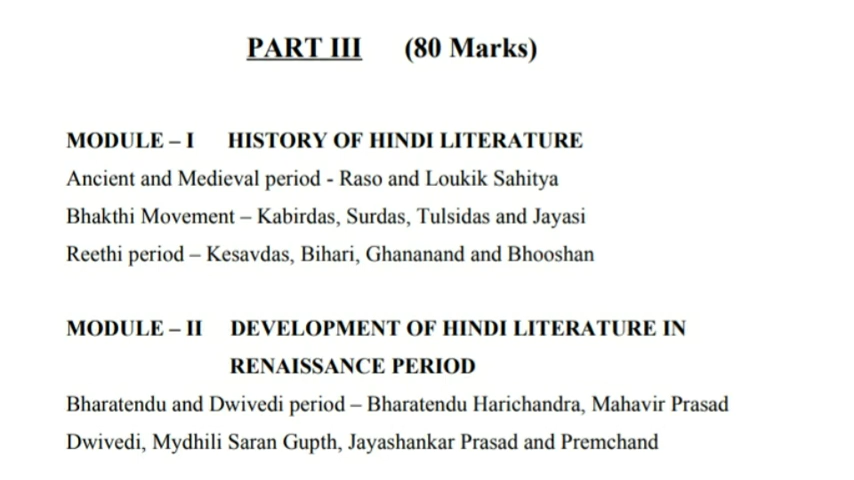 PART III (80 Marks)
MODULE – I HISTORY OF HINDI LITERATURE
Ancient and Medieval period - Raso and Loukik Sahitya
Bhakthi Movement – Kabirdas, Surdas, Tulsidas and Jayasi
Reethi period – Kesavdas, Bihari, Ghananand and Bhooshan
MODULE – II DEVELOPMENT OF HINDI LITERATURE IN
RENAISSANCE PERIOD
Bharatendu and Dwivedi period – Bharatendu Harichandra, Mahavir Prasad
Dwivedi, Mydhili Saran Gupth, Jayashankar Prasad and Premchand